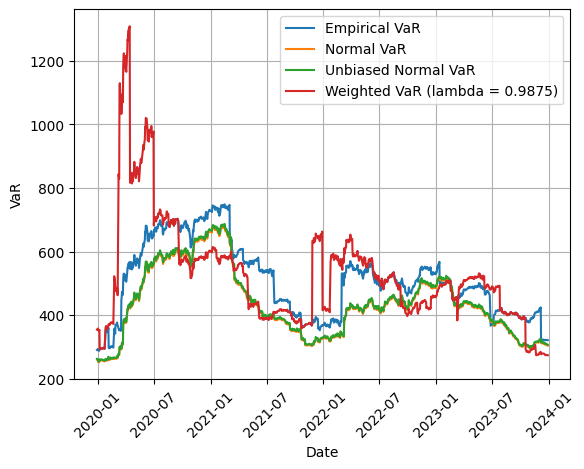 Empirical VaR
Normal VaR
Unbiased Normal VaR
Weighted VaR (lambda = 0.9875)
1200
1000
800
600
400
200
VaR
2020-01
2020-07
2021-01
2021-07
2022-01
2022-07
2023-01
2023-07
2024-01
Date